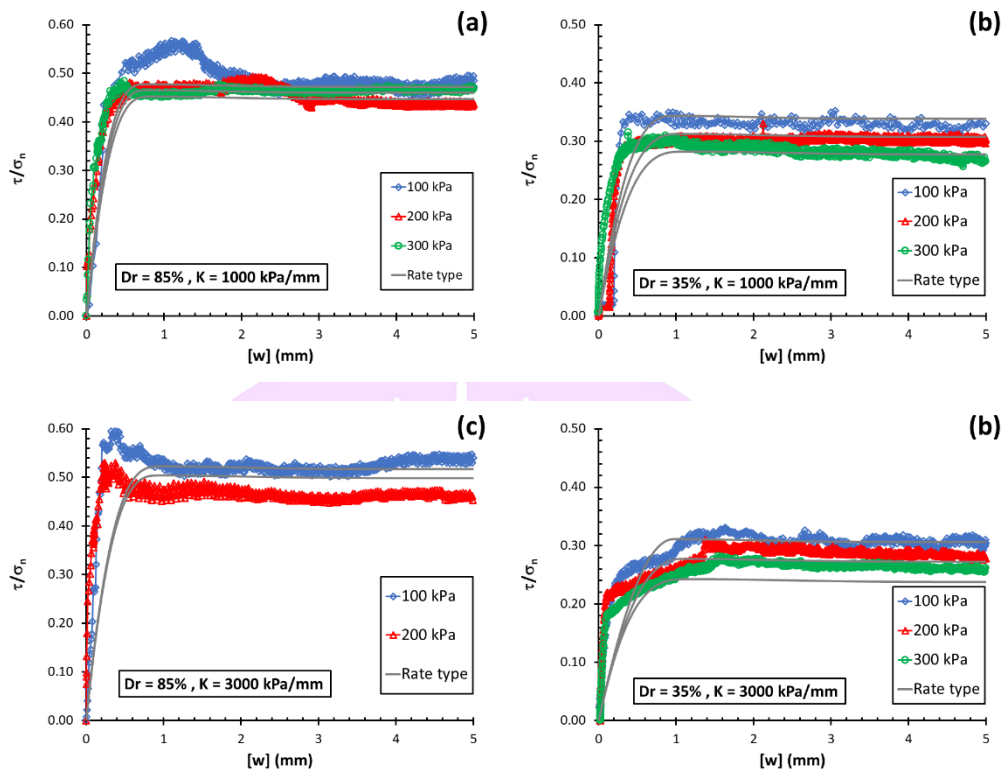 (a)
τ/σn
0.60
0.50
0.40
0.30
0.20
0.10
0.00
100 kPa
200 kPa
300 kPa
Rate type
Dr = 85% , K = 1000 kPa/mm
0 1 2 3 4 5
[w] (mm)
(b)
τ/σn
0.50
0.40
0.30
0.20
0.10
0.00
100 kPa
200 kPa
300 kPa
Rate type
Dr = 35% , K = 1000 kPa/mm
0 1 2 3 4 5
[w] (mm)
(c)
τ/σn
0.60
0.50
0.40
0.30
0.20
0.10
0.00
100 kPa
200 kPa
Rate type
Dr = 85% , K = 3000 kPa/mm
0 1 2 3 4 5
[w] (mm)
(b)
τ/σn
0.50
0.40
0.30
0.20
0.10
0.00
100 kPa
200 kPa
300 kPa
Rate type
Dr = 35% , K = 3000 kPa/mm
0 1 2 3 4 5
[w] (mm)